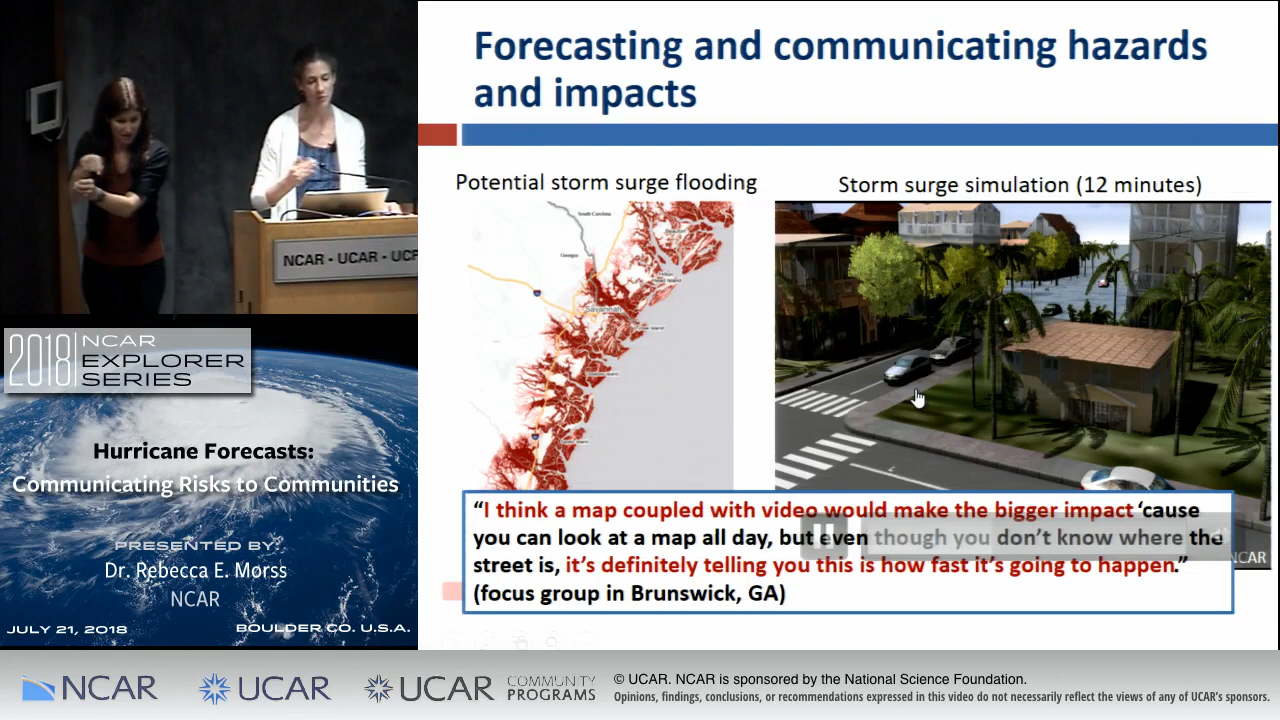 Forecasting and communicating hazards
and impacts
Potential storm surge flooding
Storm surge simulation (12 minutes)
South Carolina
Georgia
Savannah
NCAR - UCAR - UCP
"I think a map coupled with video would make the bigger impact 'cause
you can look at a map all day, but even though you don't know where the
street is, it's definitely telling you this is how fast it's going to happen."
(focus group in Brunswick, GA)
NCAR
2018 NCAR
EXPLORER
SERIES
Hurricane Forecasts:
Communicating Risks to Communities
PRESENTED BY:
Dr. Rebecca E. Morss
NCAR
JULY 21, 2018
BOULDER CO. U.S.A.
NCAR
UCAR
UCAR
COMMUNITY
PROGRAMS
© UCAR. NCAR is sponsored by the National Science Foundation.
Opinions, findings, conclusions, or recommendations expressed in this video do not necessarily reflect the views of any of UCAR's sponsors.